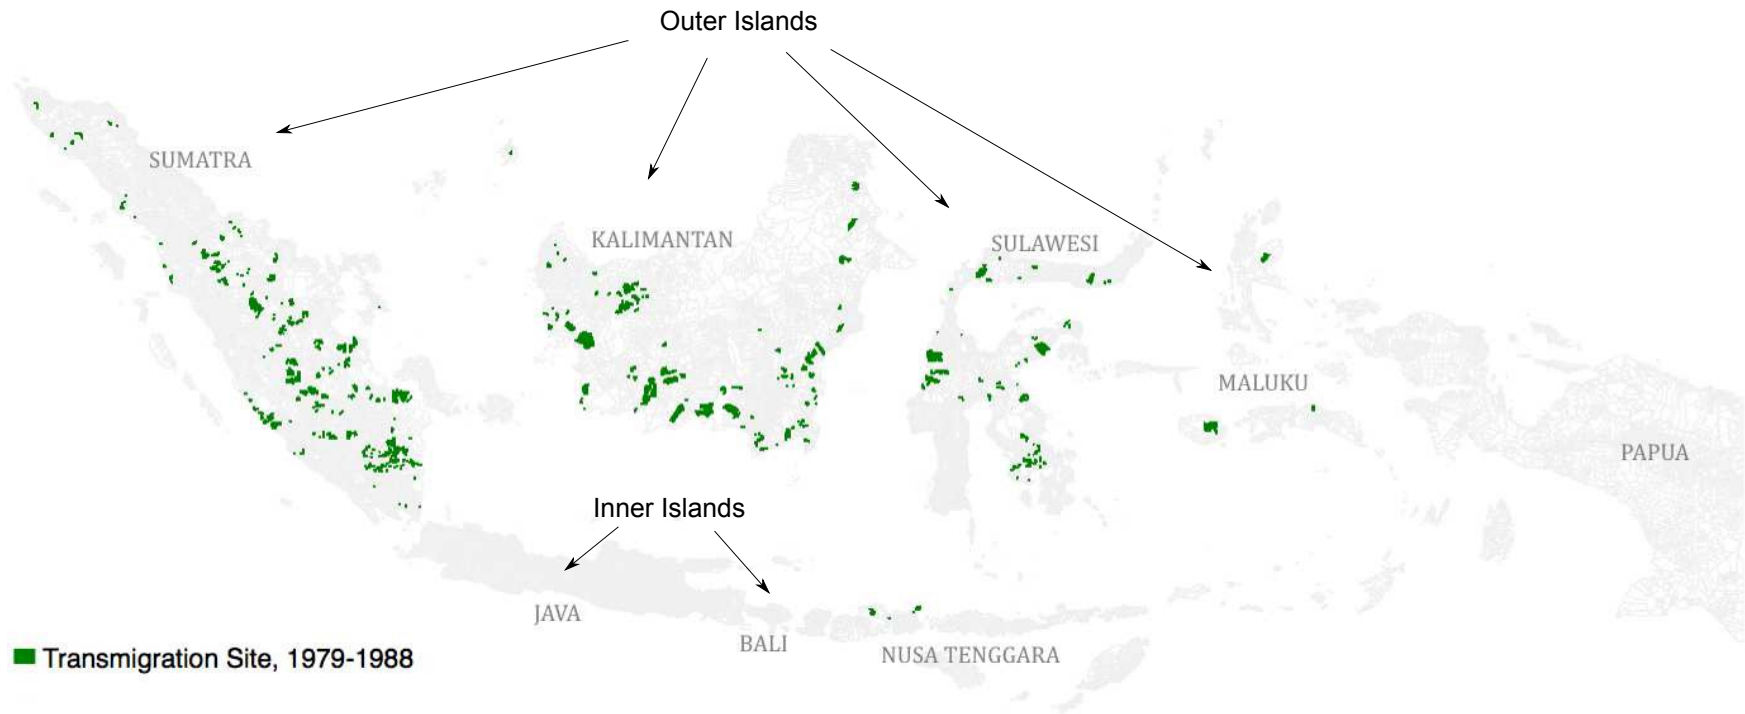 Outer Islands
SUMATRA
KALIMANTAN
SULAWESI
MALUKU
PAPUA
Inner Islands
JAVA
BALI
NUSA TENGGARA
Transmigration Site, 1979-1988